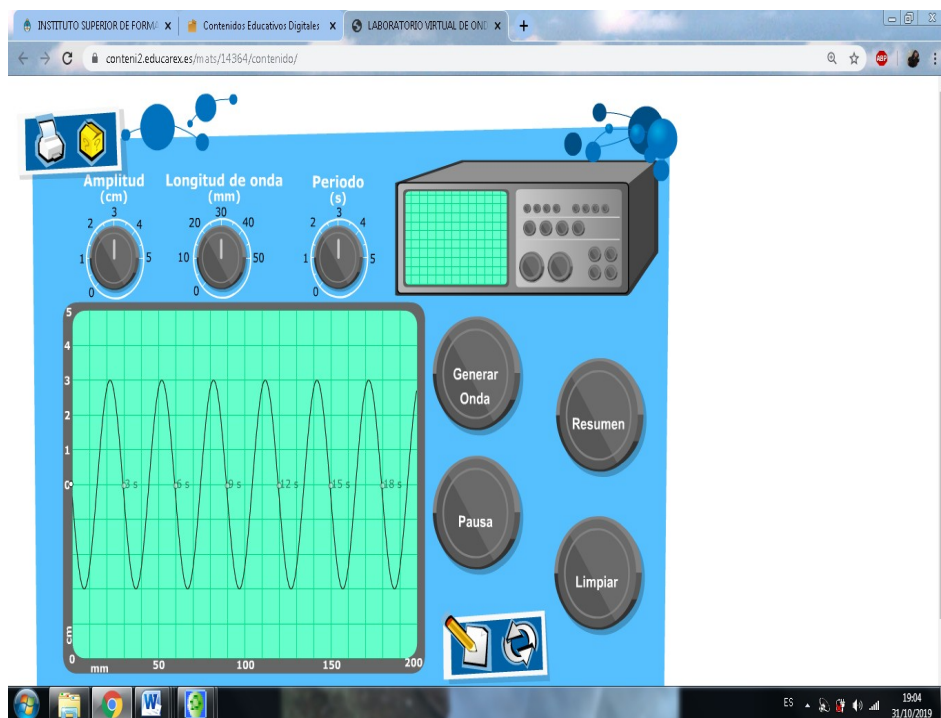 INSTITUTO SUPERIOR DE FORMA
Contenidos Educativos Digitales
LABORATORIO VIRTUAL DE OND
conteni2.educarex.es/mats/14364/contenido/
ABP
Amplitud
(cm)
0 1 2 3 4 5
Longitud de onda
(mm)
0 10 20 30 40 50
Periodo
(s)
0 1 2 3 4 5
5
4
3
2
1
0
3 s 6 s 9 s 12 s 15 s 18 s
cm
0 mm 50 100 150 200
Generar
Onda
Resumen
Pausa
Limpiar
ES
19:04
31/10/2019